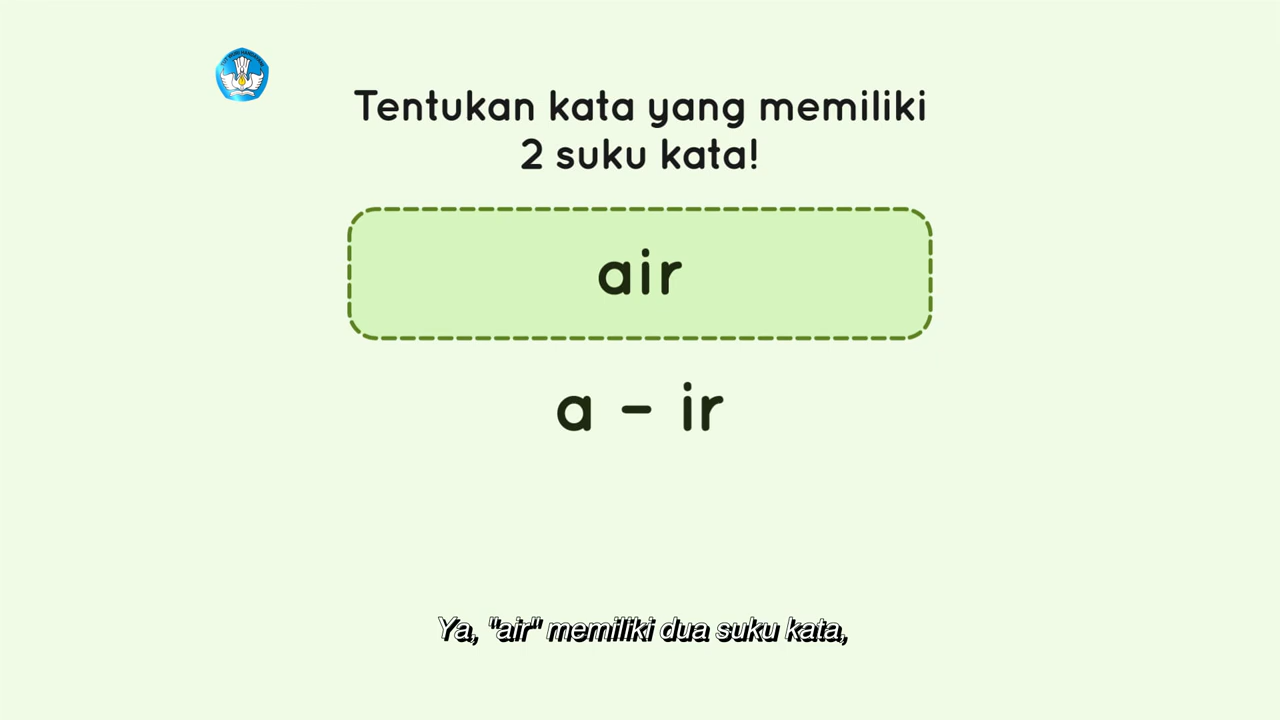 Tentukan kata yang memiliki
2 suku kata!
air
a - ir
Ya, "air" memiliki dua suku kata,